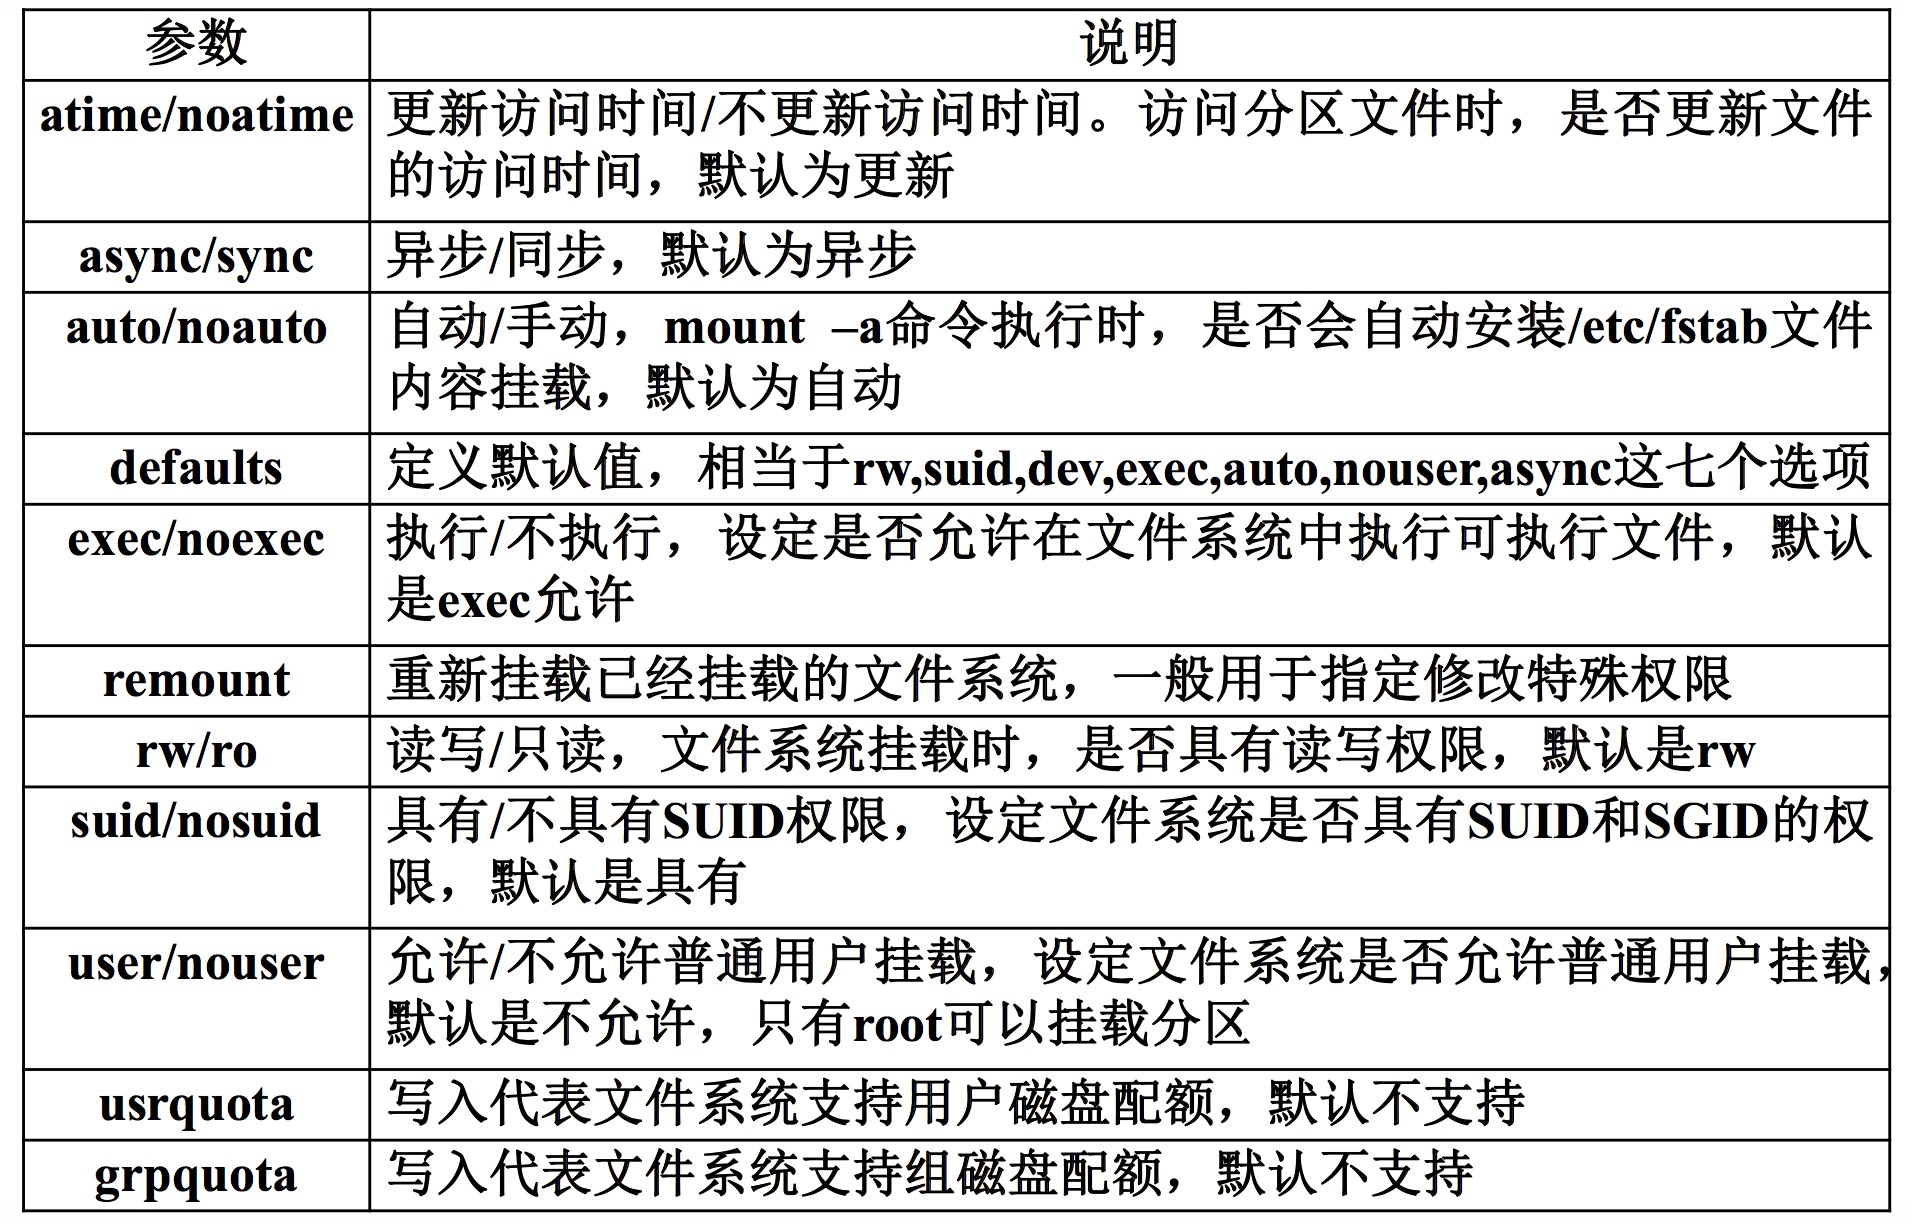 参数 说明
atime/noatime 更新访问时间/不更新访问时间。访问分区文件时，是否更新文件
的访问时间，默认为更新
async/sync 异步/同步，默认为异步
auto/noauto 自动/手动，mount –a命令执行时，是否会自动安装/etc/fstab文件
内容挂载，默认为自动
defaults 定义默认值，相当于rw,suid,dev,exec,auto,nouser,async这七个选项
exec/noexec 执行/不执行，设定是否允许在文件系统中执行可执行文件，默认
是exec允许
remount 重新挂载已经挂载的文件系统，一般用于指定修改特殊权限
rw/ro 读写/只读，文件系统挂载时，是否具有读写权限，默认是rw
suid/nosuid 具有/不具有SUID权限，设定文件系统是否具有SUID和SGID的权
限，默认是具有
user/nouser 允许/不允许普通用户挂载，设定文件系统是否允许普通用户挂载，
默认是不允许，只有root可以挂载分区
usrquota 写入代表文件系统支持用户磁盘配额，默认不支持
grpquota 写入代表文件系统支持组磁盘配额，默认不支持